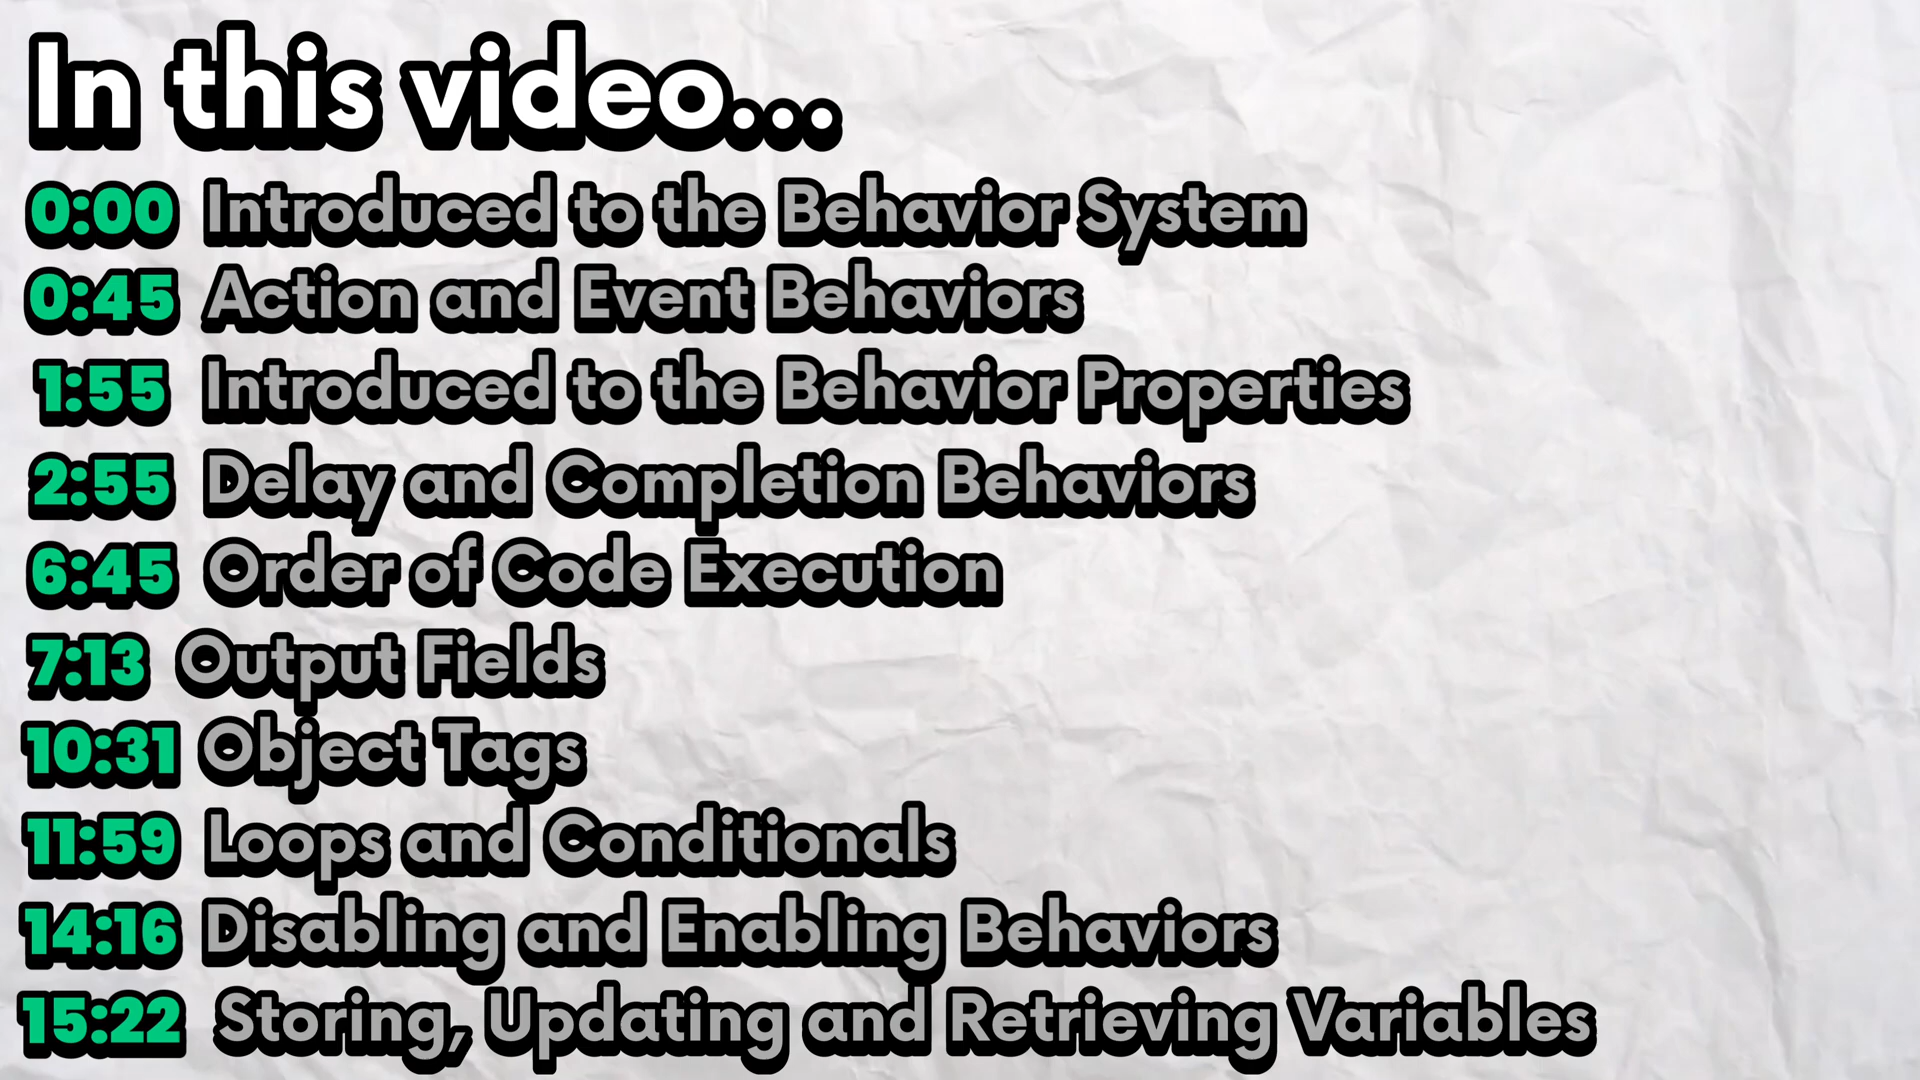 In this video...
0:00 Introduced to the Behavior System
0:45 Action and Event Behaviors
1:55 Introduced to the Behavior Properties
2:55 Delay and Completion Behaviors
6:45 Order of Code Execution
7:13 Output Fields
10:31 Object Tags
11:59 Loops and Conditionals
14:16 Disabling and Enabling Behaviors
15:22 Storing, Updating and Retrieving Variables